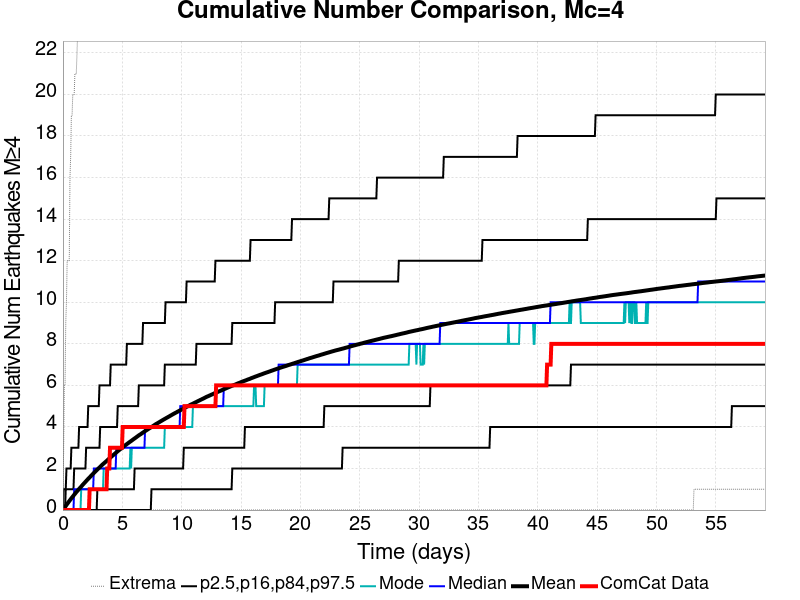 Cumulative Number Comparison, Mc=4
Cumulative Num Earthquakes M≥4
22
20
18
16
14
12
10
8
6
4
2
0
0 5 10 15 20 25 30 35 40 45 50 55
Time (days)
Extrema p2.5,p16,p84,p97.5 Mode Median Mean ComCat Data